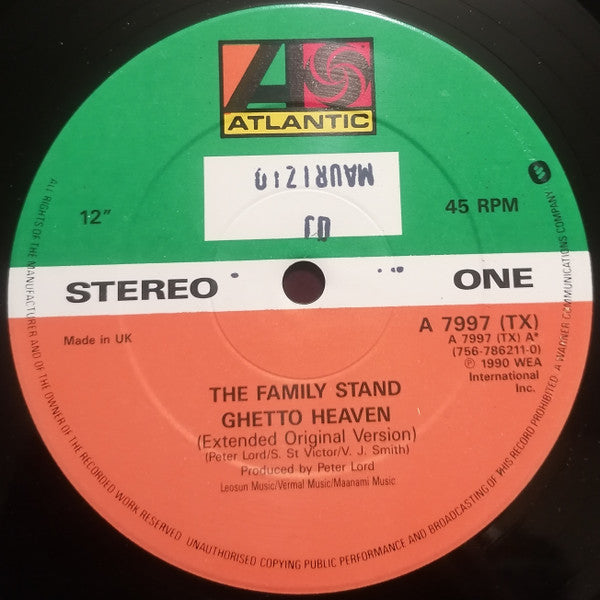 ATLANTIC
DJ
MAURIZIO
12"
45 RPM
STEREO
ONE
Made in UK
A 7997 (TX)
A 7997 (TX) A*
(756-786211-0)
℗ 1990 WEA
International
Inc.
THE FAMILY STAND
GHETTO HEAVEN
(Extended Original Version)
(Peter Lord/S. St Victor/V. J. Smith)
Produced by Peter Lord
Leosun Music/Vermal Music/Maanami Music
ALL RIGHTS OF THE MANUFACTURER AND OF THE OWNER OF THE RECORDED WORK RESERVED. UNAUTHORISED COPYING PUBLIC PERFORMANCE AND BROADCASTING OF THIS RECORD PROHIBITED. A WARNER COMMUNICATIONS COMPANY